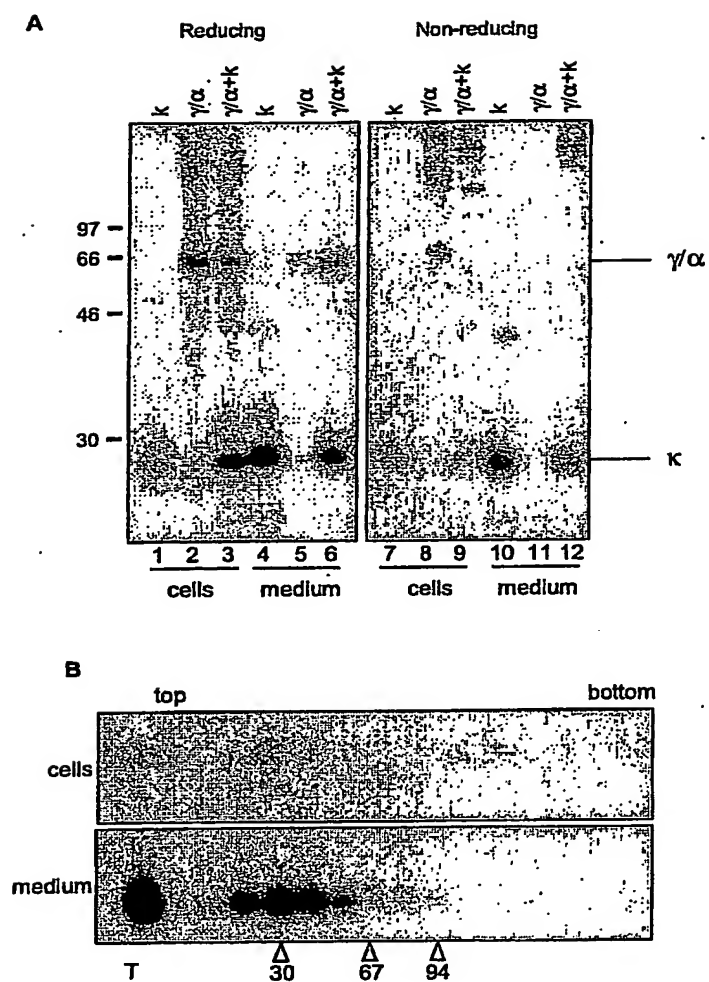 A
Reducing Non-reducing
k γ/α γ/α+k k γ/α γ/α+k k γ/α γ/α+k k γ/α γ/α+k
97
66
46
30
γ/α
κ
1 2 3 4 5 6 7 8 9 10 11 12
cells medium cells medium
B
top bottom
cells
medium
T 30 67 94